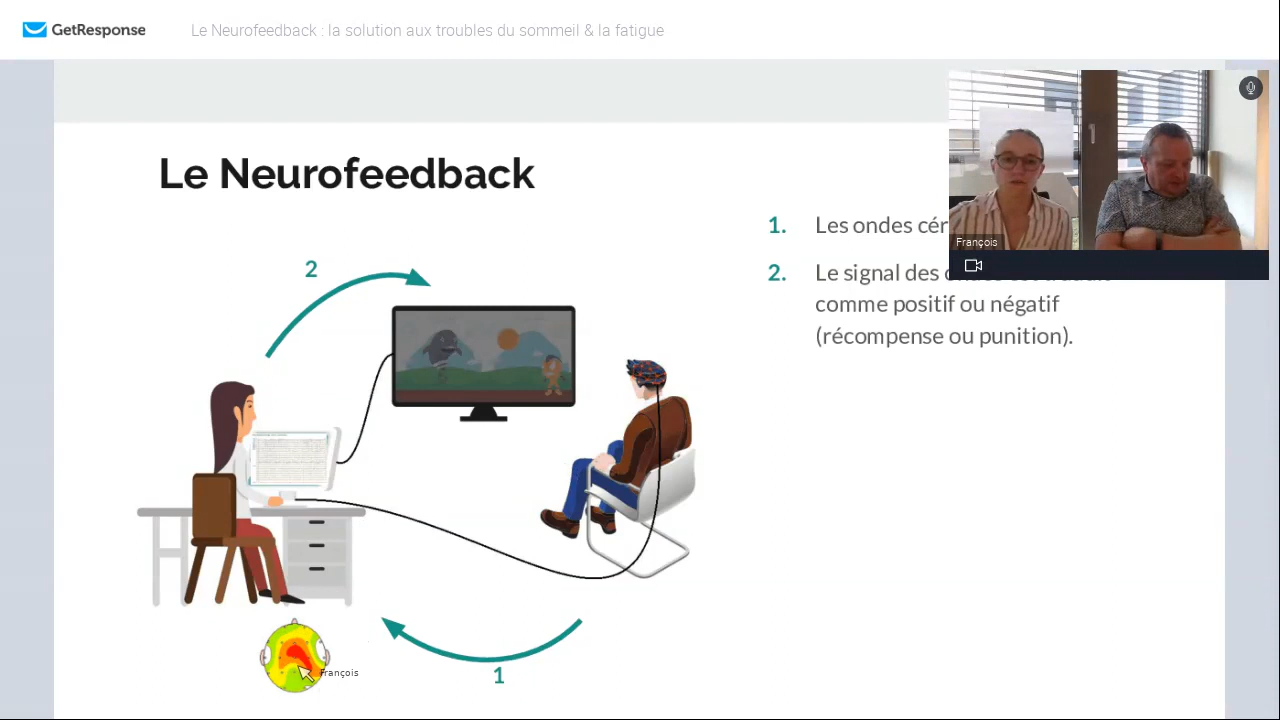 GetResponse
Le Neurofeedback : la solution aux troubles du sommeil & la fatigue
Le Neurofeedback
François
1. Les ondes
2. Le signal des
comme positif ou négatif
(récompense ou punition).
2
1
François